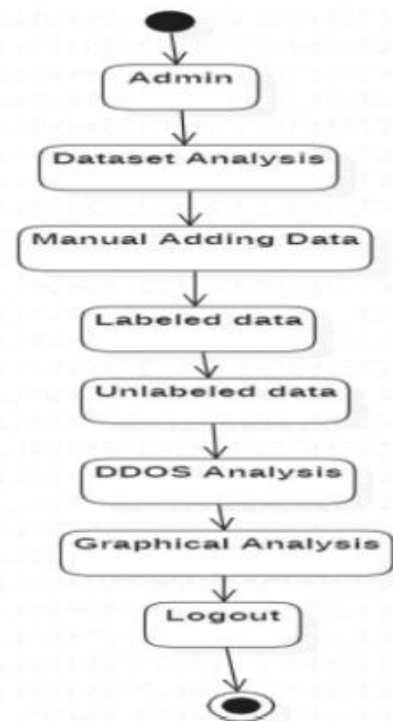 Admin
Dataset Analysis
Manual Adding Data
Labeled data
Unlabeled data
DDOS Analysis
Graphical Analysis
Logout